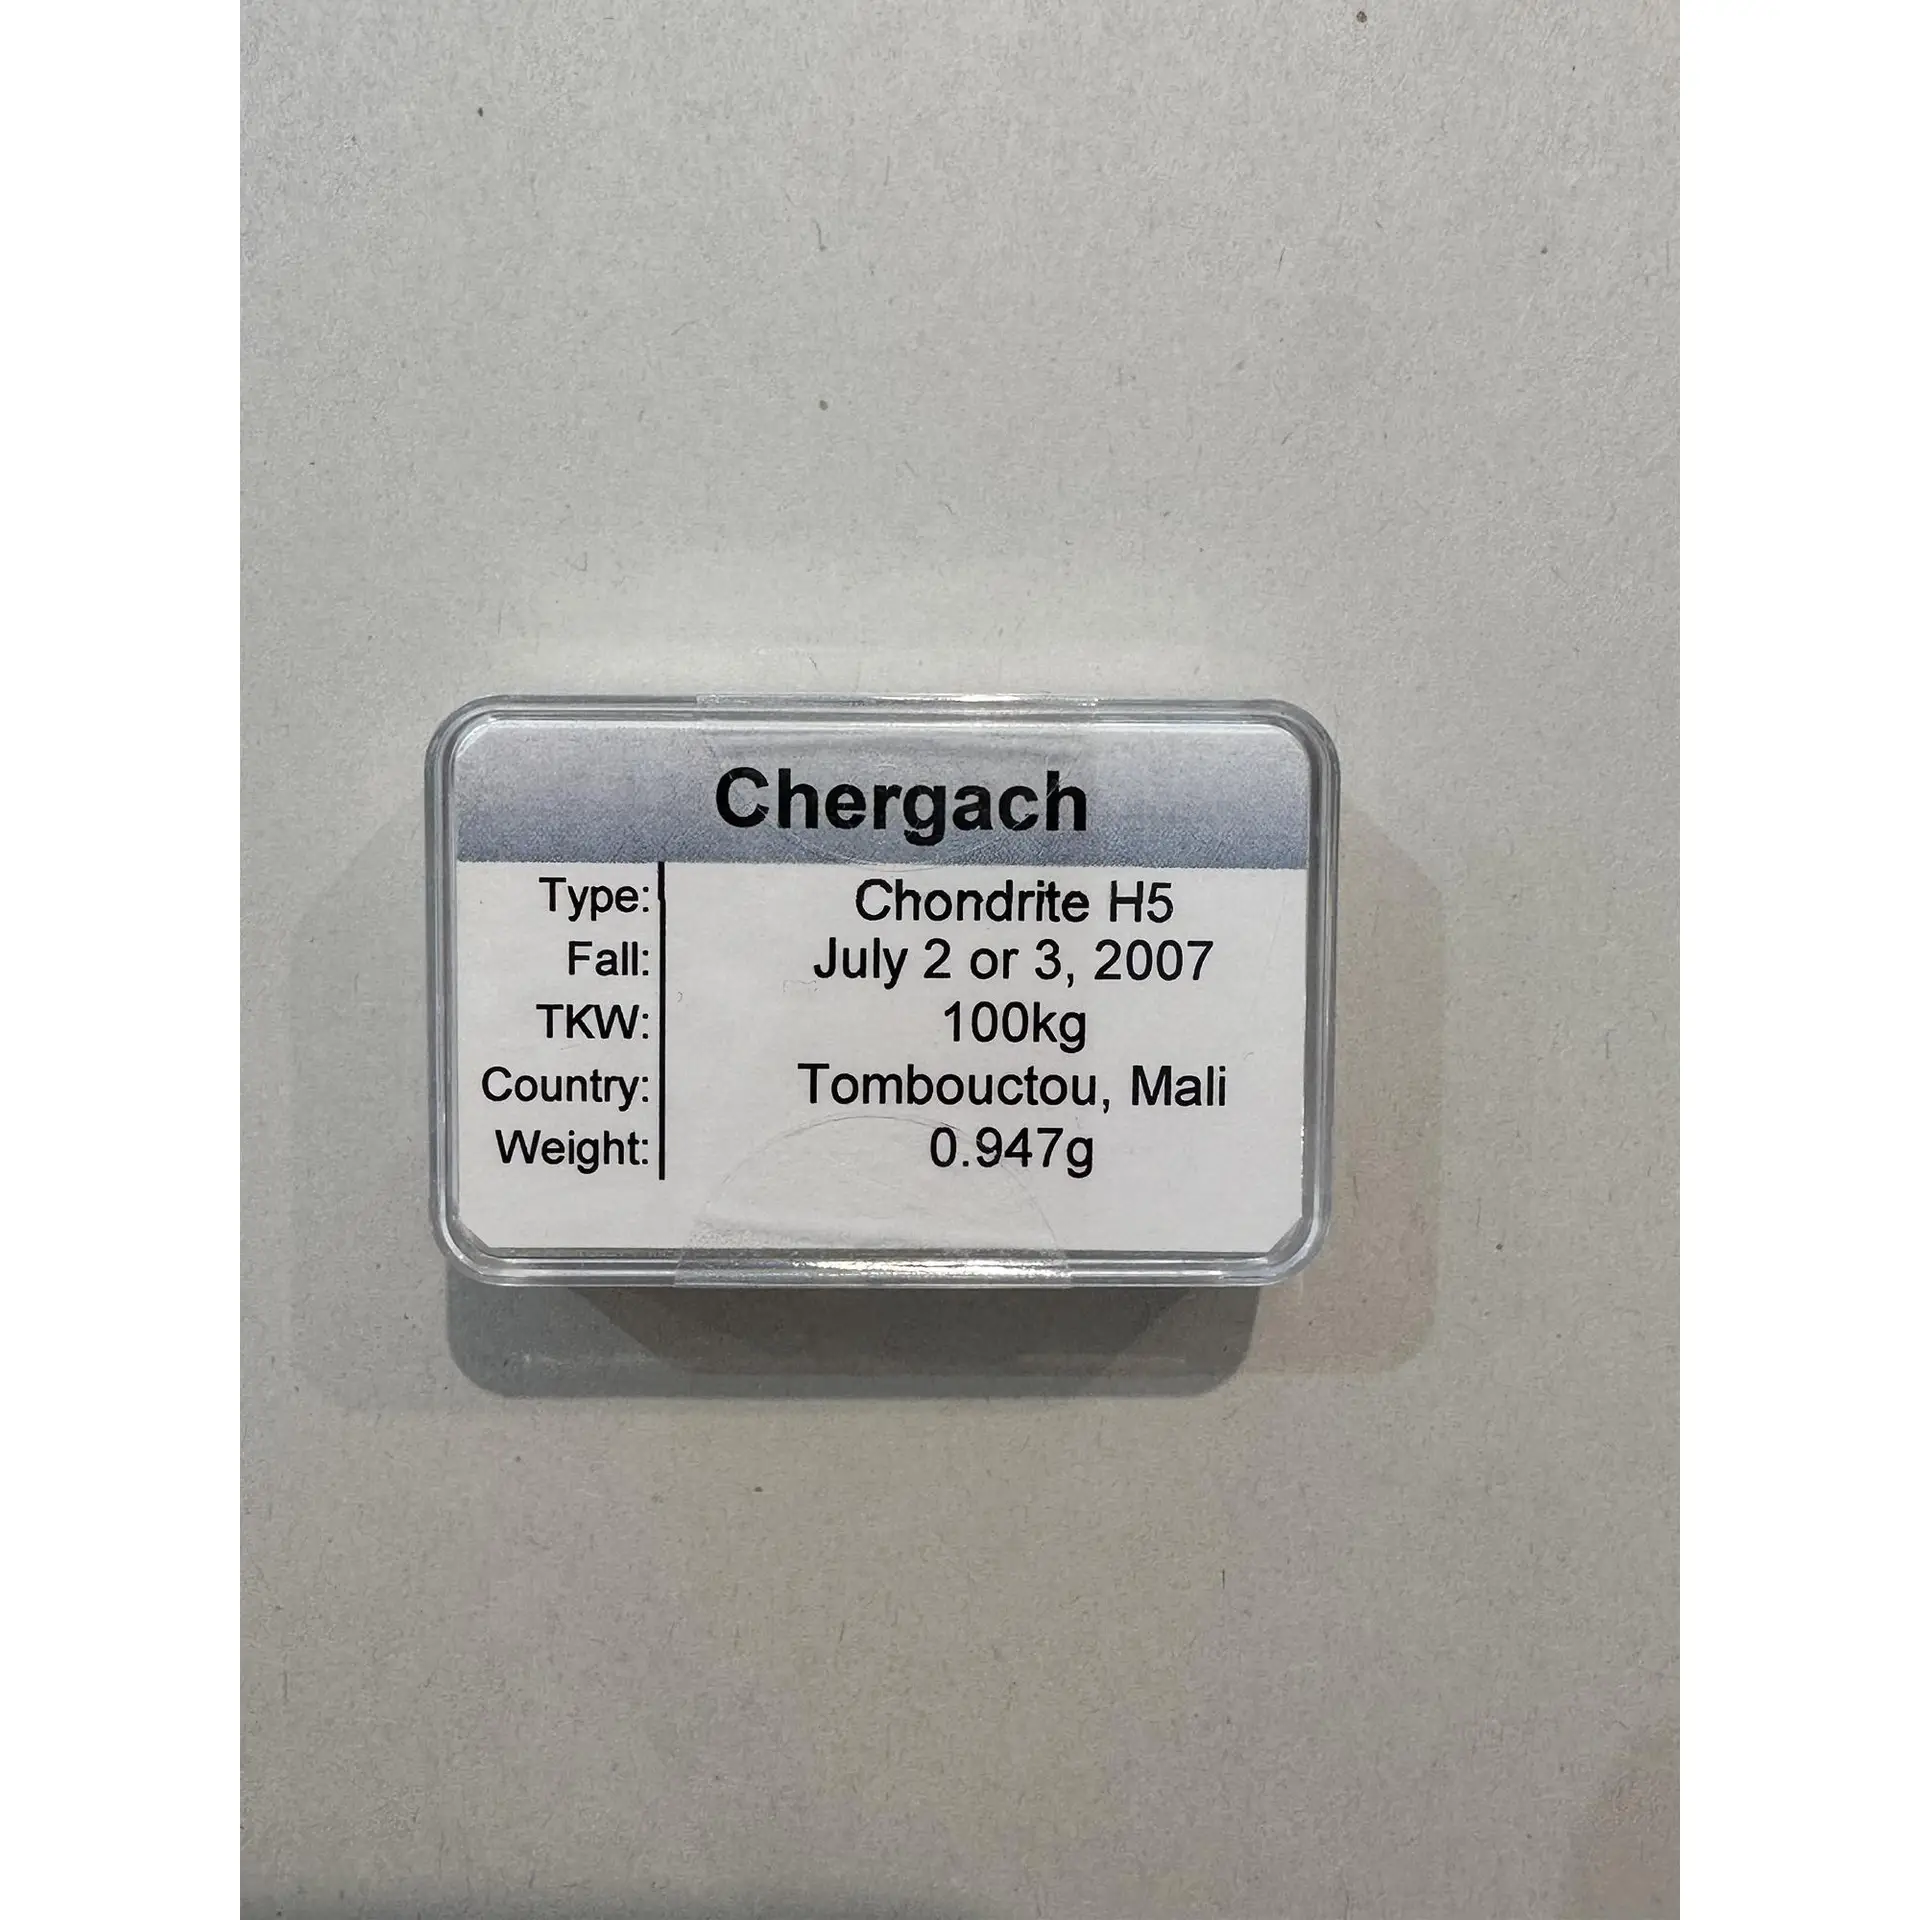 Chergach
Type: Chondrite H5
Fall: July 2 or 3, 2007
TKW: 100kg
Country: Tombouctou, Mali
Weight: 0.947g